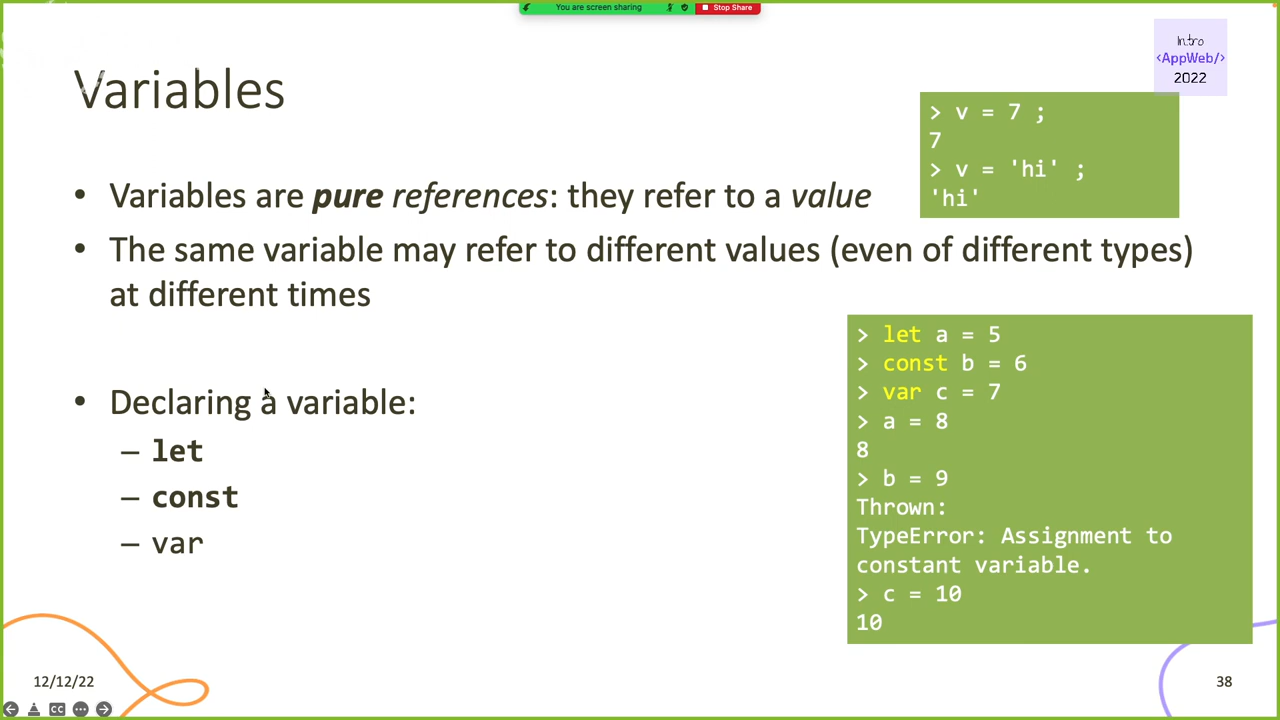 You are screen sharing
Stop Share
Intro
<AppWeb/>
2022
Variables
> v = 7 ;
7
> v = 'hi' ;
'hi'
• Variables are pure references: they refer to a value
• The same variable may refer to different values (even of different types)
at different times
• Declaring a variable:
– let
– const
– var
> let a = 5
> const b = 6
> var c = 7
> a = 8
8
> b = 9
Thrown:
TypeError: Assignment to
constant variable.
> c = 10
10
12/12/22
38
CC